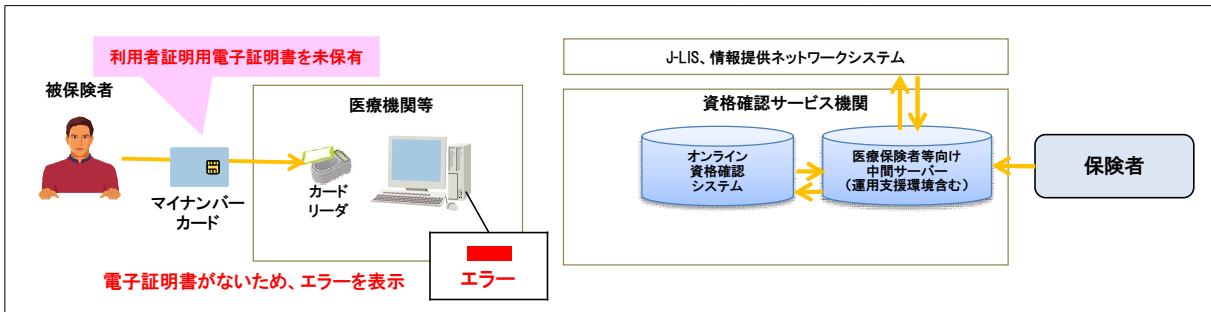 利用者証明用電子証明書を未保有
被保険者
マイナンバー
カード
医療機関等
カード
リーダ
エラー
電子証明書がないため、エラーを表示
J-LIS、情報提供ネットワークシステム
資格確認サービス機関
オンライン
資格確認
システム
医療保険者等向け
中間サーバー
（運用支援環境含む）
保険者